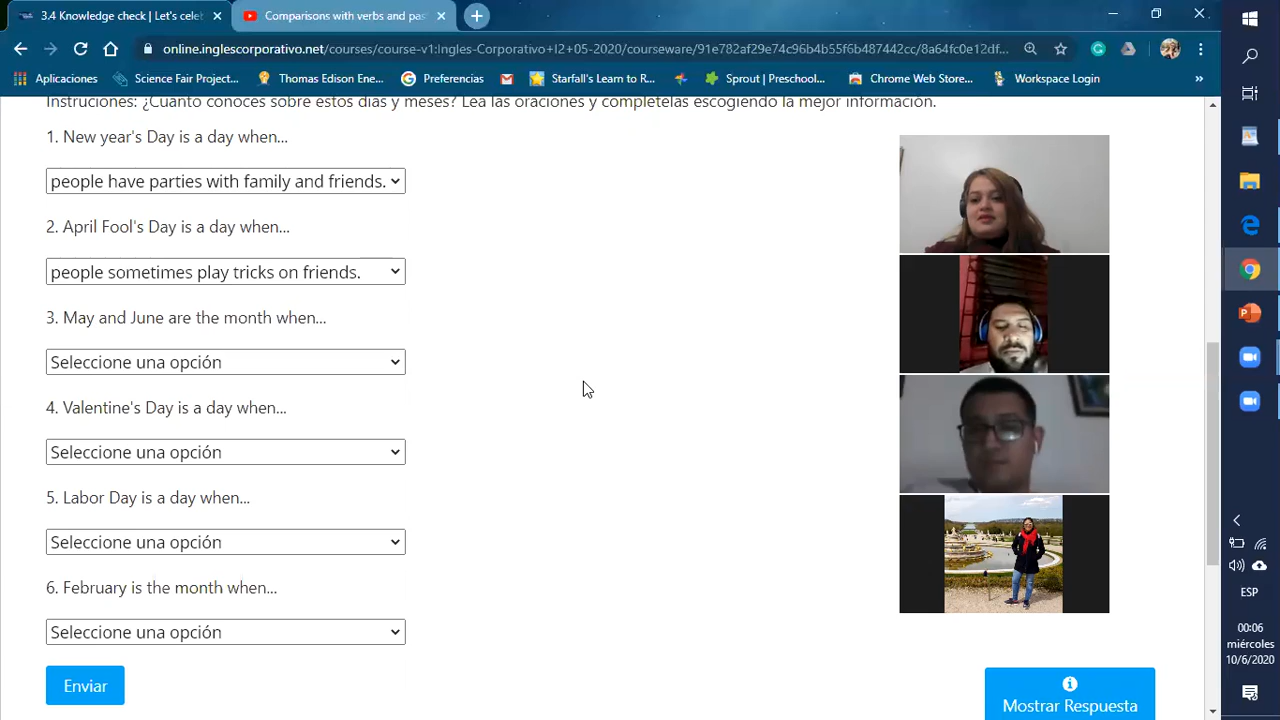 3.4 Knowledge check | Let's celeb
Comparisons with verbs and pas
online.inglescorporativo.net/courses/course-v1:Ingles-Corporativo+I2+05-2020/courseware/91e782af29e74c96b4b55f6b487442cc/8a64fc0e12df...
Aplicaciones
Science Fair Project...
Thomas Edison Ene...
Preferencias
Starfall's Learn to R...
Sprout | Preschool...
Chrome Web Store...
Workspace Login
»
Instruciones: ¿Cuanto conoces sobre estos dias y meses? Lea las oraciones y completelas escogiendo la mejor información.
1. New year's Day is a day when...
people have parties with family and friends.
2. April Fool's Day is a day when...
people sometimes play tricks on friends.
3. May and June are the month when...
Seleccione una opción
4. Valentine's Day is a day when...
Seleccione una opción
5. Labor Day is a day when...
Seleccione una opción
6. February is the month when...
Seleccione una opción
Enviar
Mostrar Respuesta
ESP
00:06
miércoles
10/6/2020